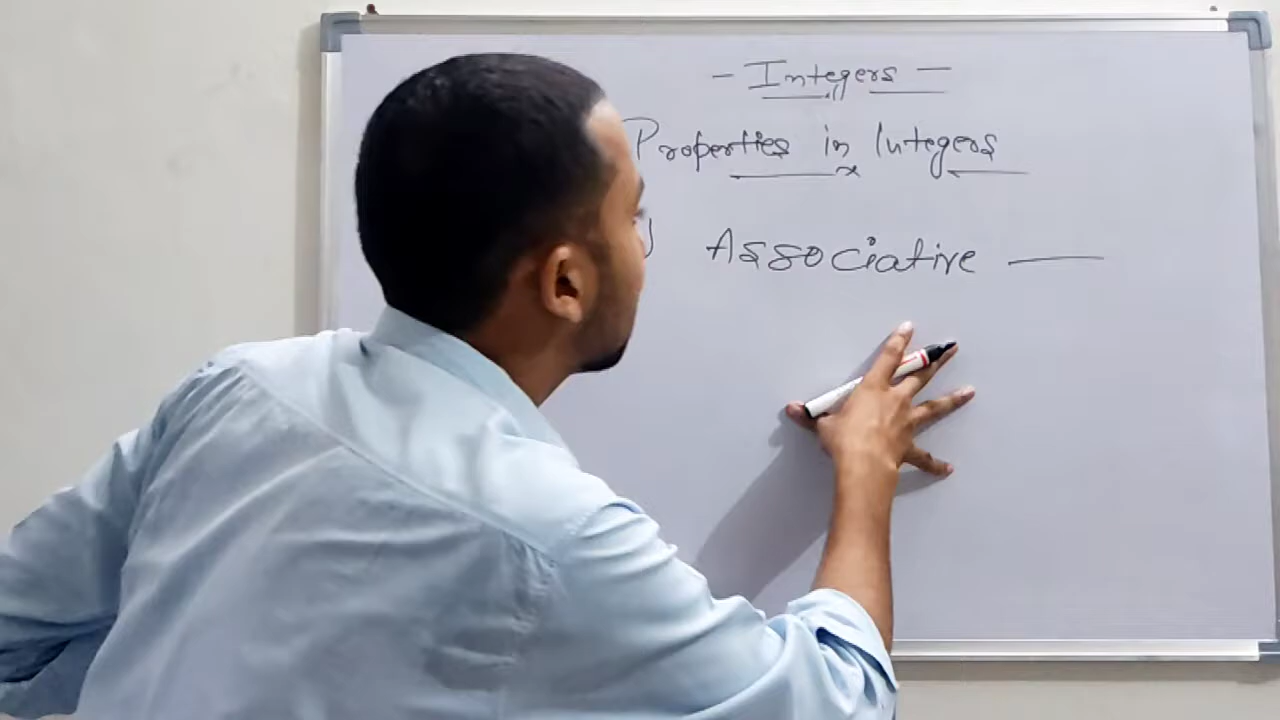 - Integers -
Properties in Integers
) Associative —